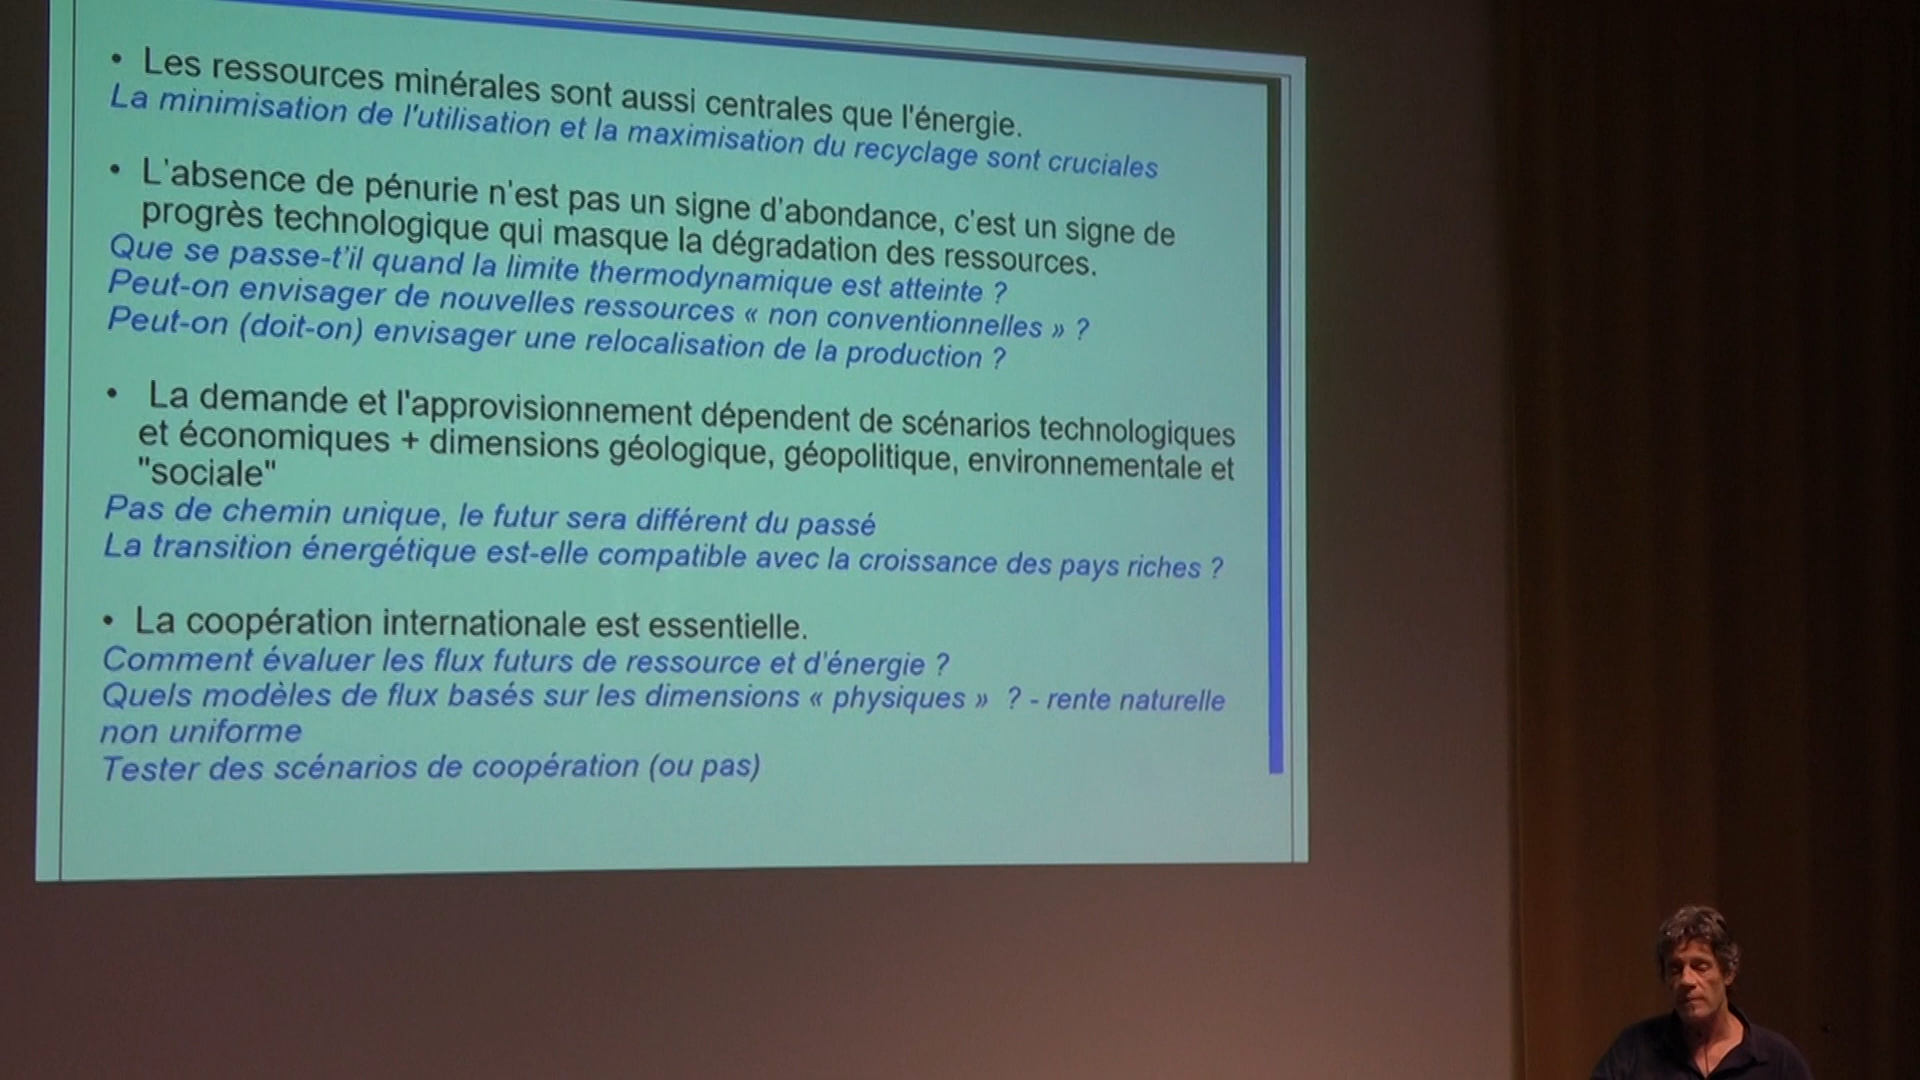 • Les ressources minérales sont aussi centrales que l'énergie.
La minimisation de l'utilisation et la maximisation du recyclage sont cruciales
• L'absence de pénurie n'est pas un signe d'abondance, c'est un signe de
progrès technologique qui masque la dégradation des ressources.
Que se passe-t'il quand la limite thermodynamique est atteinte ?
Peut-on envisager de nouvelles ressources « non conventionnelles » ?
Peut-on (doit-on) envisager une relocalisation de la production ?
• La demande et l'approvisionnement dépendent de scénarios technologiques
et économiques + dimensions géologique, géopolitique, environnementale et
"sociale"
Pas de chemin unique, le futur sera différent du passé
La transition énergétique est-elle compatible avec la croissance des pays riches ?
• La coopération internationale est essentielle.
Comment évaluer les flux futurs de ressource et d'énergie ?
Quels modèles de flux basés sur les dimensions « physiques » ? - rente naturelle
non uniforme
Tester des scénarios de coopération (ou pas)